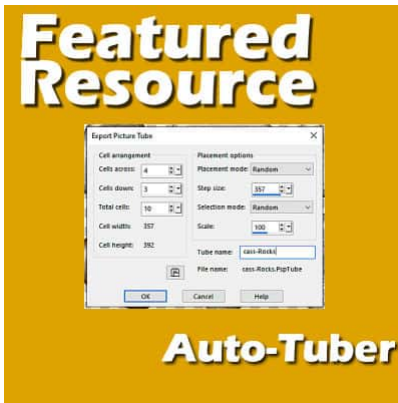 Featured
Resource
Export Picture Tube
Cell arrangement
Placement options
Cells across: 4
Placement mode: Random
Cells down: 3
Step size: 357
Total cells: 10
Selection mode: Random
Cell width: 357
Scale: 100
Cell height: 392
Tube name: cass-Rocks
File name: cass-Rocks.PspTube
OK
Cancel
Help
Auto-Tuber